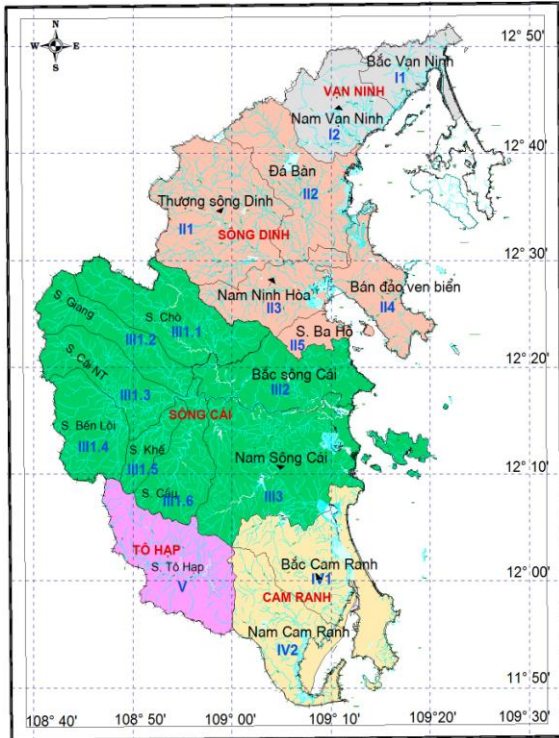 N
W E
S
12° 50'
Bắc Vạn Ninh
I1
VẠN NINH
Nam Vạn Ninh
I2
12° 40'
Đá Bàn
II2
Thượng sông Dinh
II1
SÔNG DINH
12° 30'
Bán đảo ven biển
II4
Nam Ninh Hòa
II3
S. Ba Hồ
II5
S. Giang
S. Chò
III1.1
III1.2
12° 20'
S. Cái NT
III1.3
Bắc sông Cái
III2
SÔNG CÁI
S. Bến Lội
III1.4
S. Khế
III1.5
Nam Sông Cái
12° 10'
S. Cầu
III1.6
III3
TÔ HẠP
S. Tô Hạp
V
Bắc Cam Ranh
IV1
12° 00'
CAM RANH
Nam Cam Ranh
IV2
11° 50'
108° 40' 108° 50' 109° 00' 109° 10' 109° 20' 109° 30'